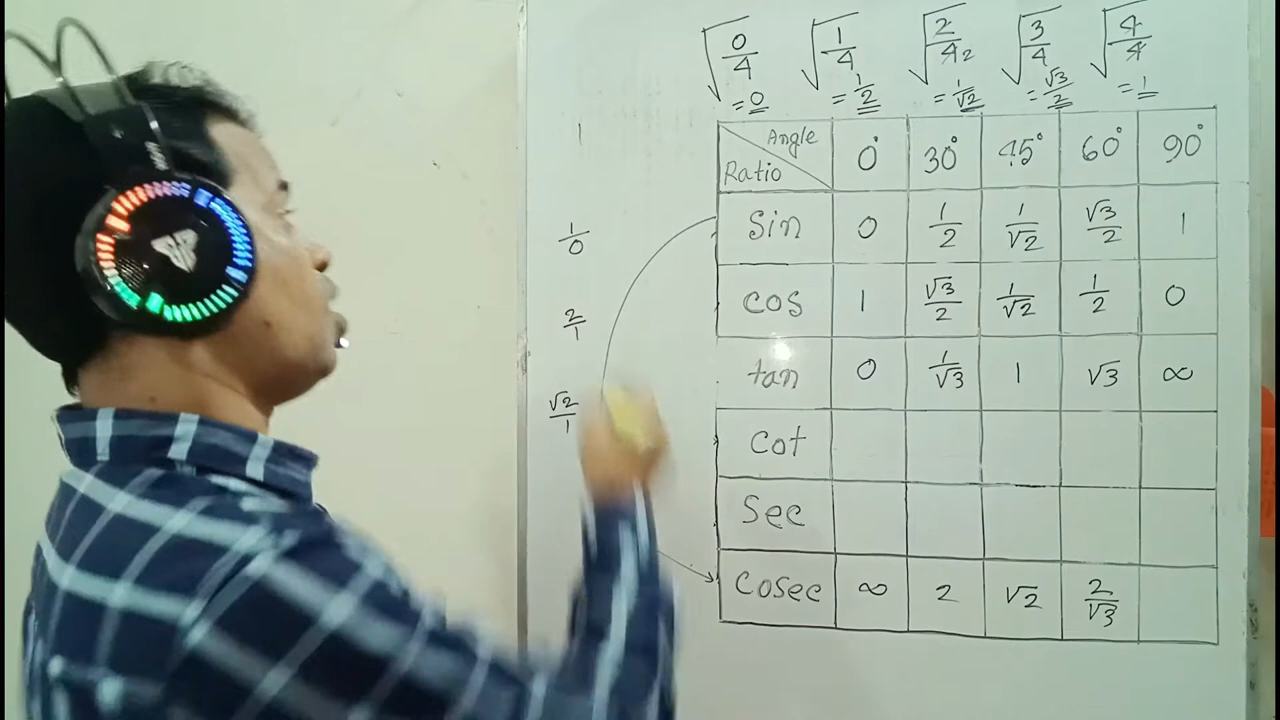 √0/4 √1/4 √2/4 2 √3/4 √4/4
=0 =1/2 =1/√2 =√3/2 =1
1
1/0
2/1
√2/1
Angle
Ratio 0° 30° 45° 60° 90°
Sin 0 1/2 1/√2 √3/2 1
cos 1 √3/2 1/√2 1/2 0
tan 0 1/√3 1 √3 ∞
Cot
Sec
Cosec ∞ 2 √2 2/√3